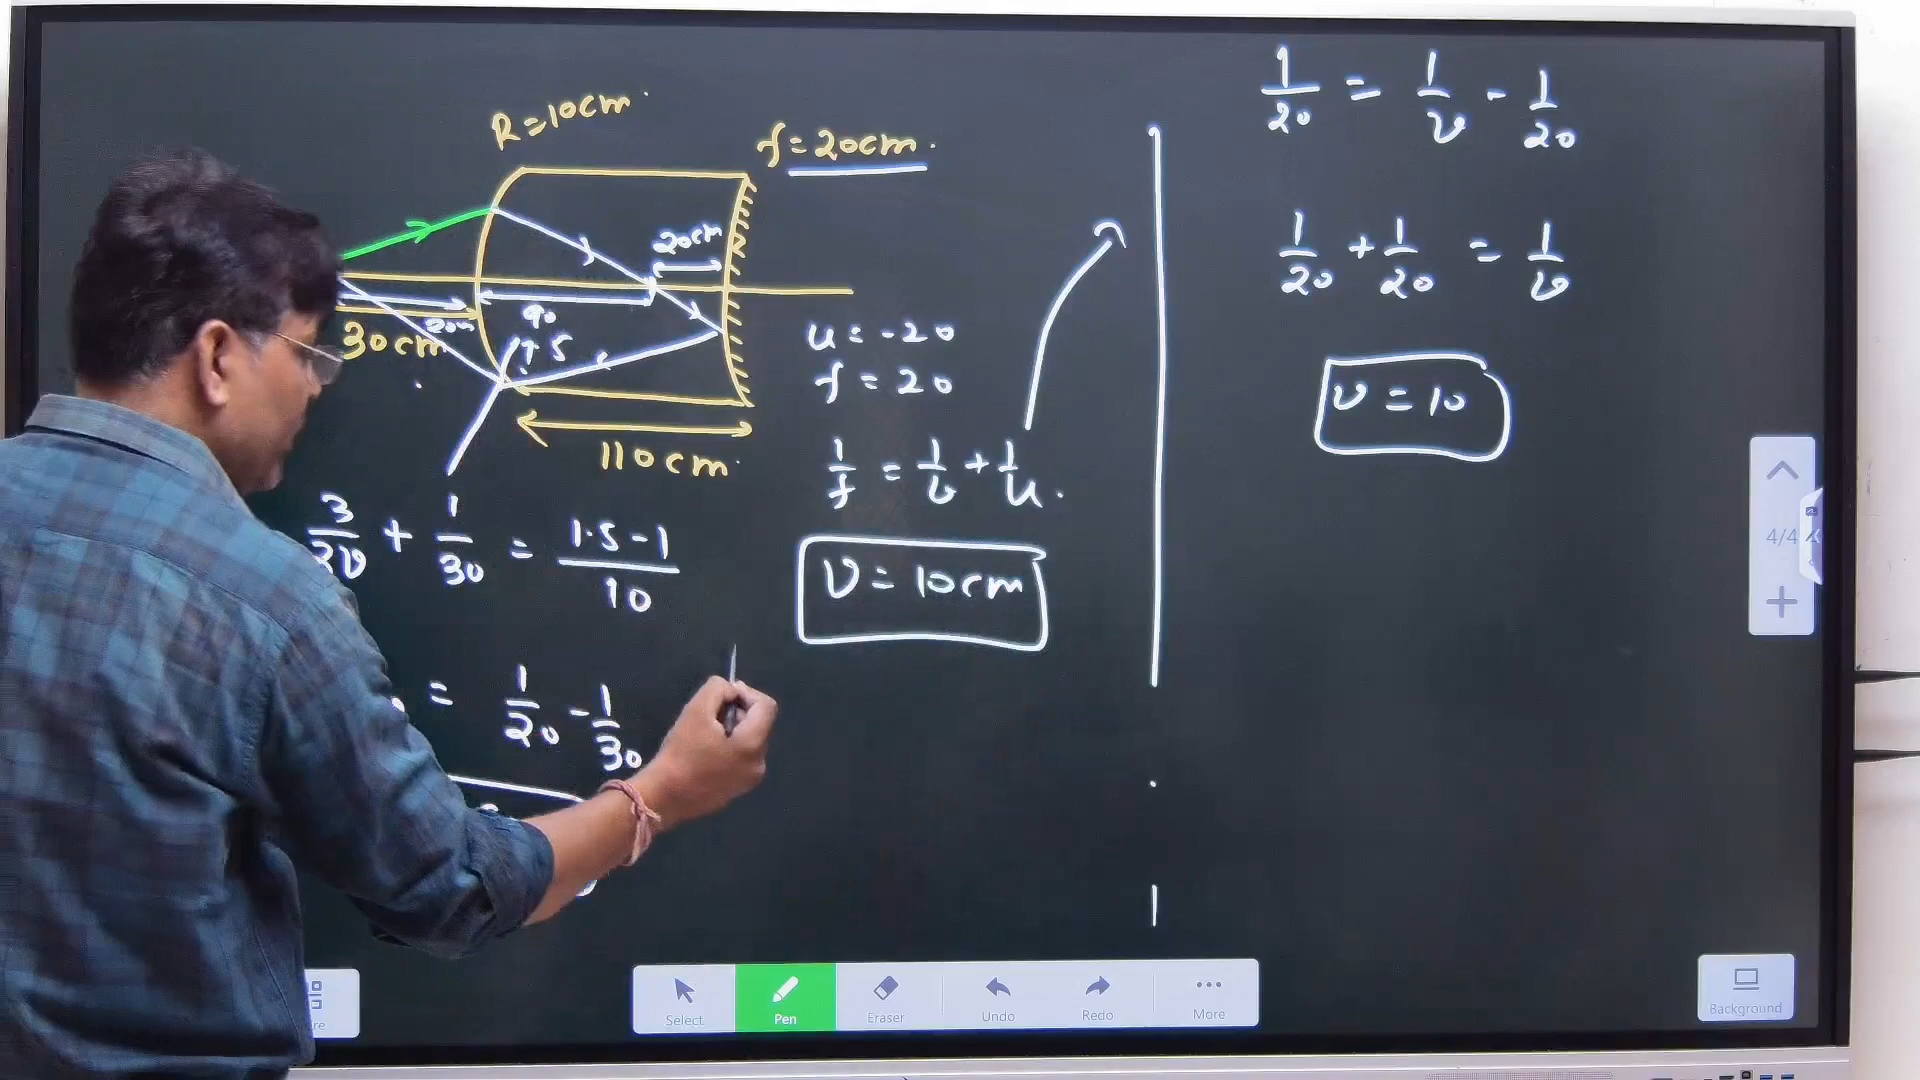 R=10cm.
f=20cm.
20cm
90
30cm
1.5
110cm.
3/2v + 1/30 = (1.5-1)/10
= 1/20 - 1/30
u=-20
f=20
1/f = 1/v + 1/u.
v=10cm
1/20 = 1/v - 1/20
1/20 + 1/20 = 1/v
v=10
4/4
Select
Pen
Eraser
Undo
Redo
More
Background